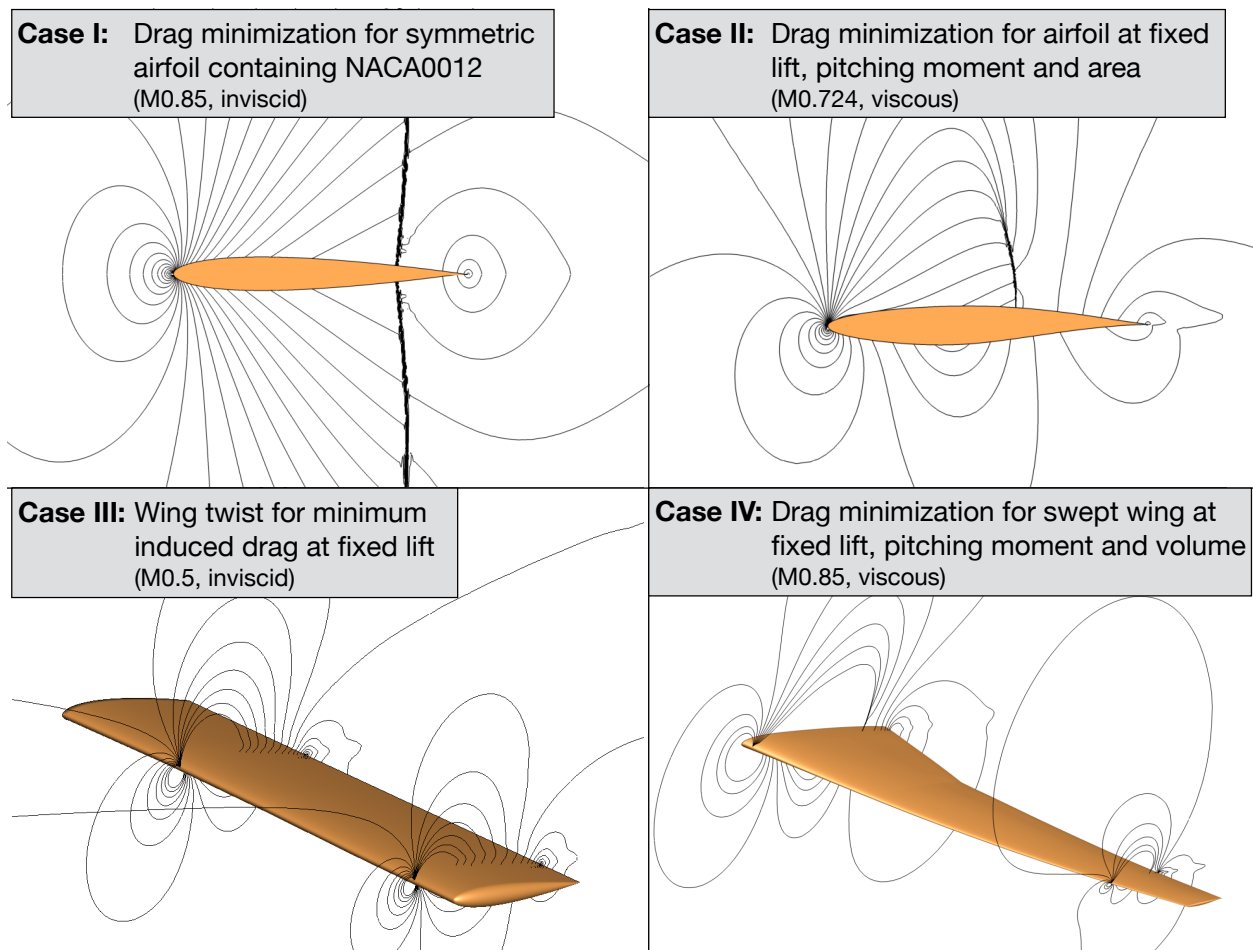 Case I: Drag minimization for symmetric
airfoil containing NACA0012
(M0.85, inviscid)
Case II: Drag minimization for airfoil at fixed
lift, pitching moment and area
(M0.724, viscous)
Case III: Wing twist for minimum
induced drag at fixed lift
(M0.5, inviscid)
Case IV: Drag minimization for swept wing at
fixed lift, pitching moment and volume
(M0.85, viscous)